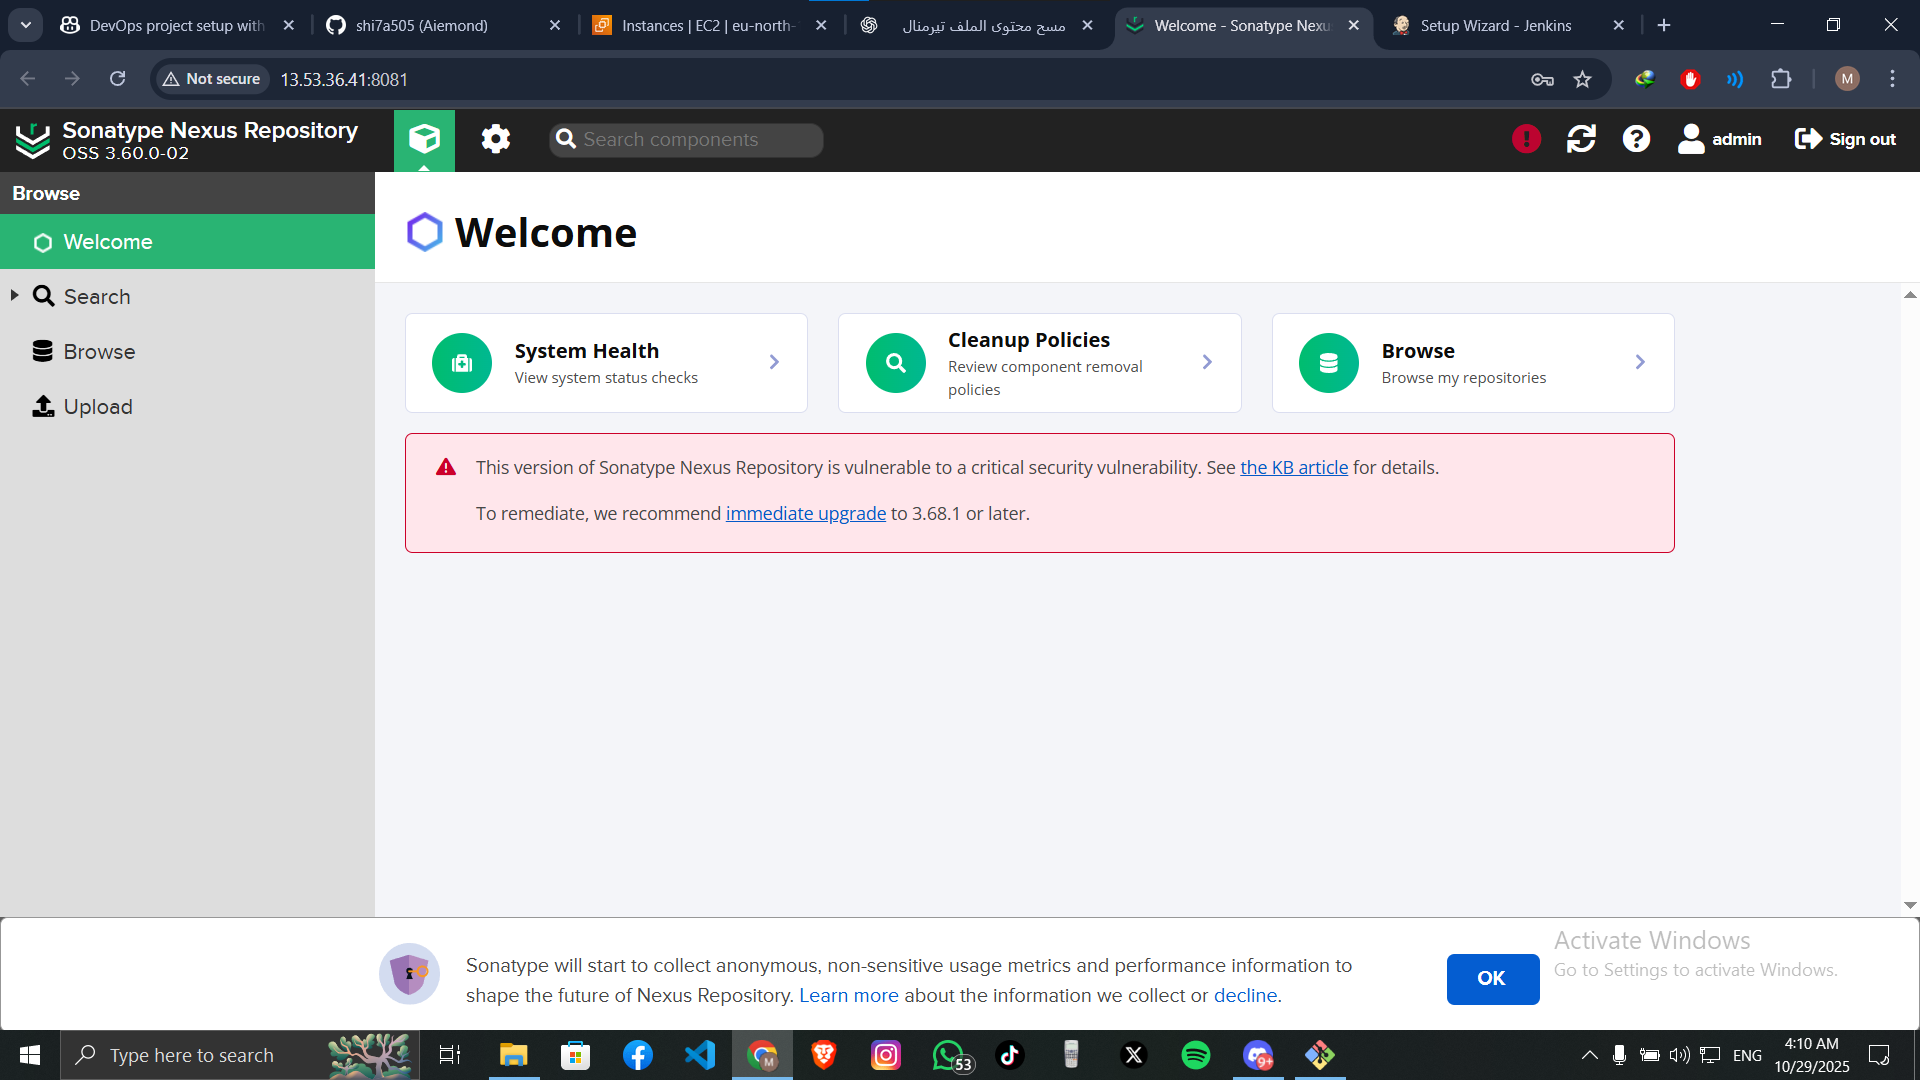 DevOps project setup with
shi7a505 (Aiemond)
Instances | EC2 | eu-north-
مسح محتوى الملف تيرمنال
Welcome - Sonatype Nexu
Setup Wizard - Jenkins
Not secure
13.53.36.41:8081
M
Sonatype Nexus Repository
OSS 3.60.0-02
Search components
admin
Sign out
Browse
Welcome
Search
Browse
Upload
Welcome
System Health
View system status checks
Cleanup Policies
Review component removal
policies
Browse
Browse my repositories
This version of Sonatype Nexus Repository is vulnerable to a critical security vulnerability. See the KB article for details.
To remediate, we recommend immediate upgrade to 3.68.1 or later.
Sonatype will start to collect anonymous, non-sensitive usage metrics and performance information to
shape the future of Nexus Repository. Learn more about the information we collect or decline.
OK
Activate Windows
Go to Settings to activate Windows.
Type here to search
M
53
9+
ENG
4:10 AM
10/29/2025